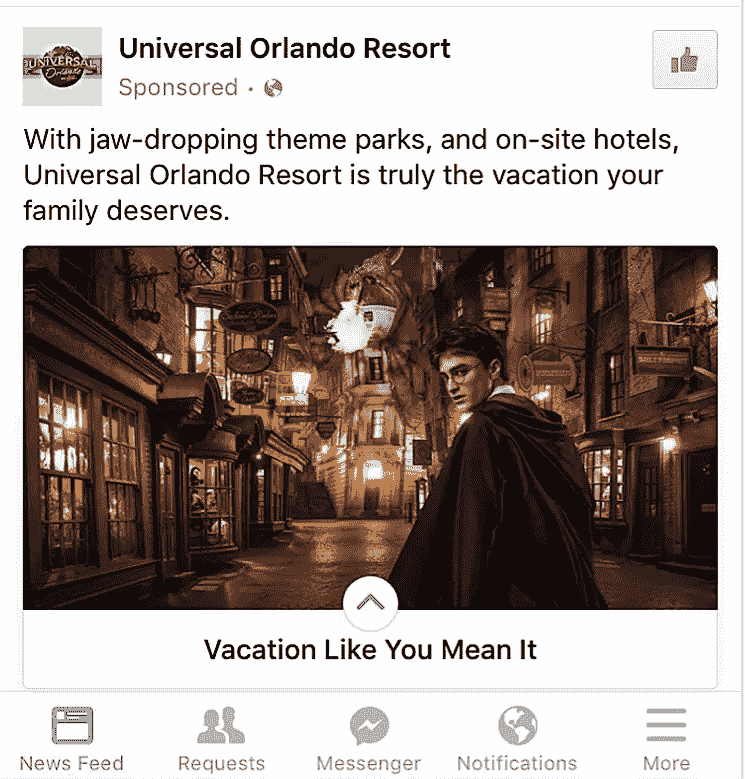 UNIVERSAL
Orlando
Universal Orlando Resort
Sponsored ·
With jaw-dropping theme parks, and on-site hotels,
Universal Orlando Resort is truly the vacation your
family deserves.
Vacation Like You Mean It
News Feed
Requests
Messenger
Notifications
More